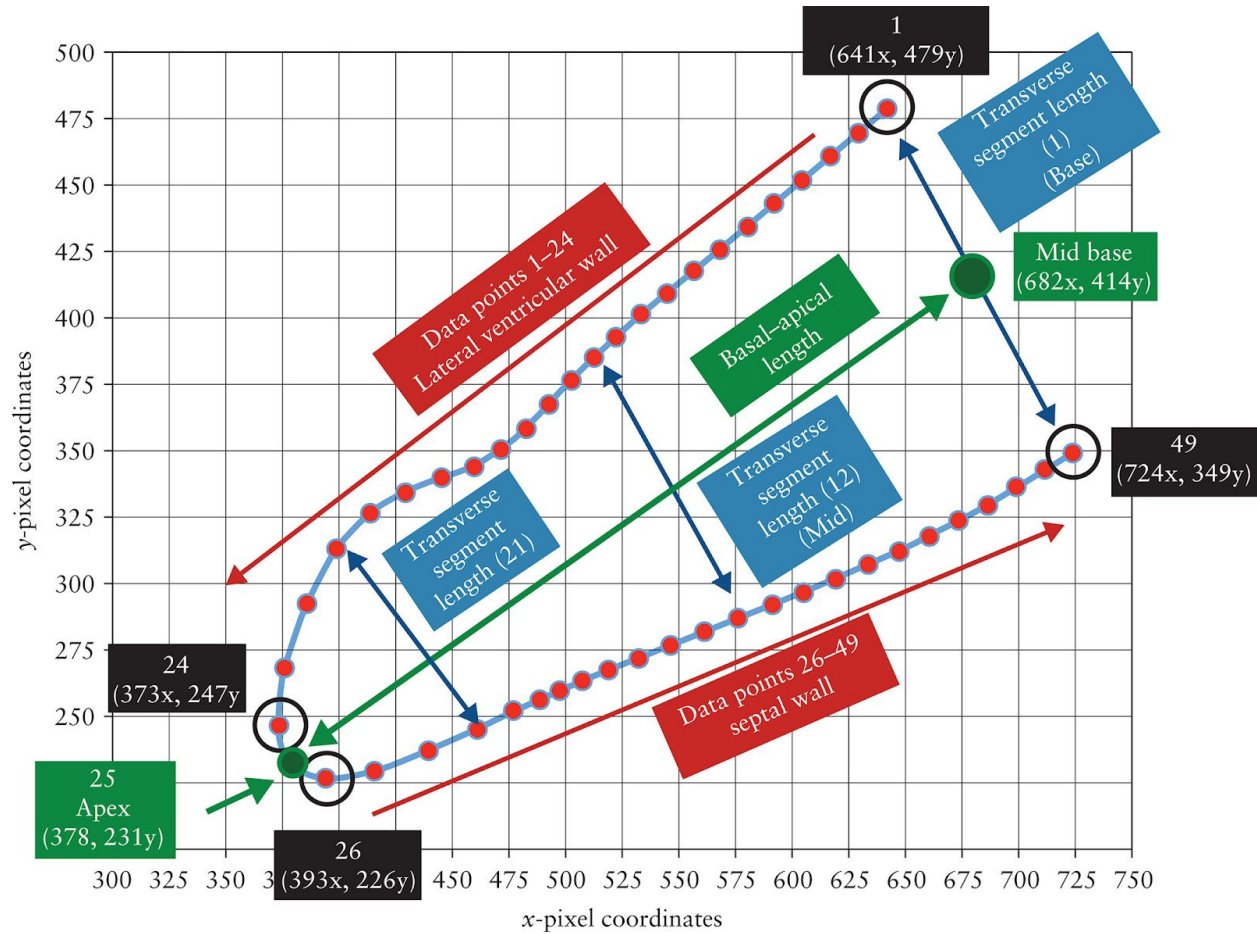 1
(641x, 479y)
Transverse
segment length
(1)
(Base)
Mid base
(682x, 414y)
Data points 1–24
Lateral ventricular wall
Basal–apical
length
49
(724x, 349y)
Transverse
segment
length (12)
(Mid)
Transverse
segment
length (21)
Data points 26–49
septal wall
24
(373x, 247y
25
Apex
(378, 231y)
26
(393x, 226y)
y-pixel coordinates
500
475
450
425
400
375
350
325
300
275
250
300 325 350 3 450 475 500 525 550 575 600 625 650 675 700 725 750
x-pixel coordinates